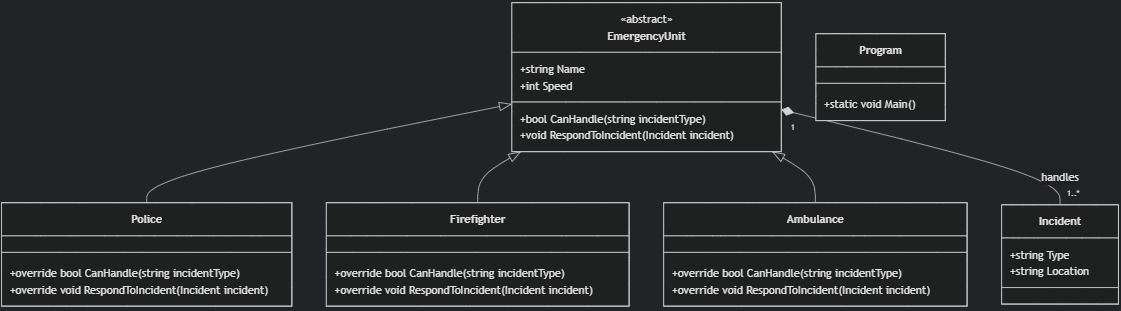 «abstract»
EmergencyUnit
+string Name
+int Speed
+bool CanHandle(string incidentType)
+void RespondToIncident(Incident incident)
Program
+static void Main()
1
handles
1..*
Police
+override bool CanHandle(string incidentType)
+override void RespondToIncident(Incident incident)
Firefighter
+override bool CanHandle(string incidentType)
+override void RespondToIncident(Incident incident)
Ambulance
+override bool CanHandle(string incidentType)
+override void RespondToIncident(Incident incident)
Incident
+string Type
+string Location